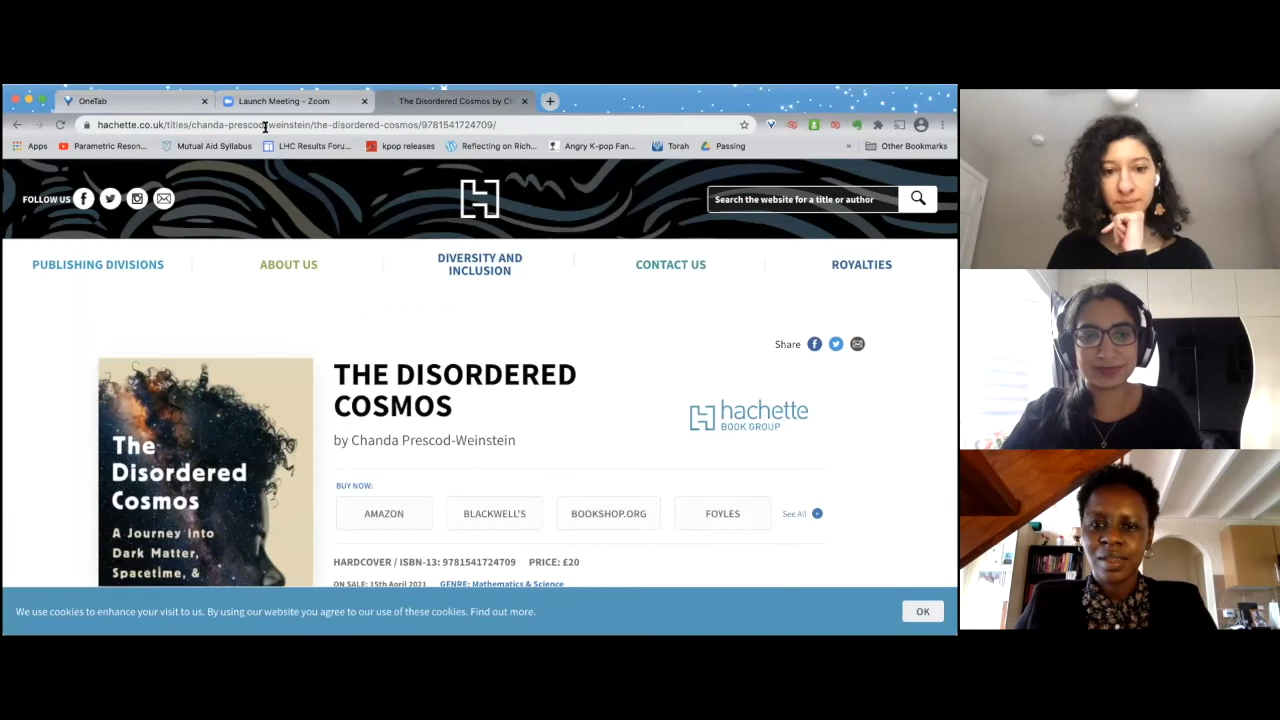 OneTab
Launch Meeting - Zoom
The Disordered Cosmos by Ch
hachette.co.uk/titles/chanda-prescod-weinstein/the-disordered-cosmos/9781541724709/
Apps
Parametric Reson...
Mutual Aid Syllabus
LHC Results Foru...
kpop releases
Reflecting on Rich...
Angry K-pop Fan...
Torah
Passing
»
Other Bookmarks
FOLLOW US
Search the website for a title or author
PUBLISHING DIVISIONS
ABOUT US
DIVERSITY AND
INCLUSION
CONTACT US
ROYALTIES
Share
THE DISORDERED
COSMOS
by Chanda Prescod-Weinstein
hachette
BOOK GROUP
The
Disordered
Cosmos
A Journey into
Dark Matter,
Spacetime, &
BUY NOW:
AMAZON
BLACKWELL'S
BOOKSHOP.ORG
FOYLES
See All
HARDCOVER / ISBN-13: 9781541724709 PRICE: £20
ON SALE: 15th April 2021 GENRE: Mathematics & Science
We use cookies to enhance your visit to us. By using our website you agree to our use of these cookies. Find out more.
OK